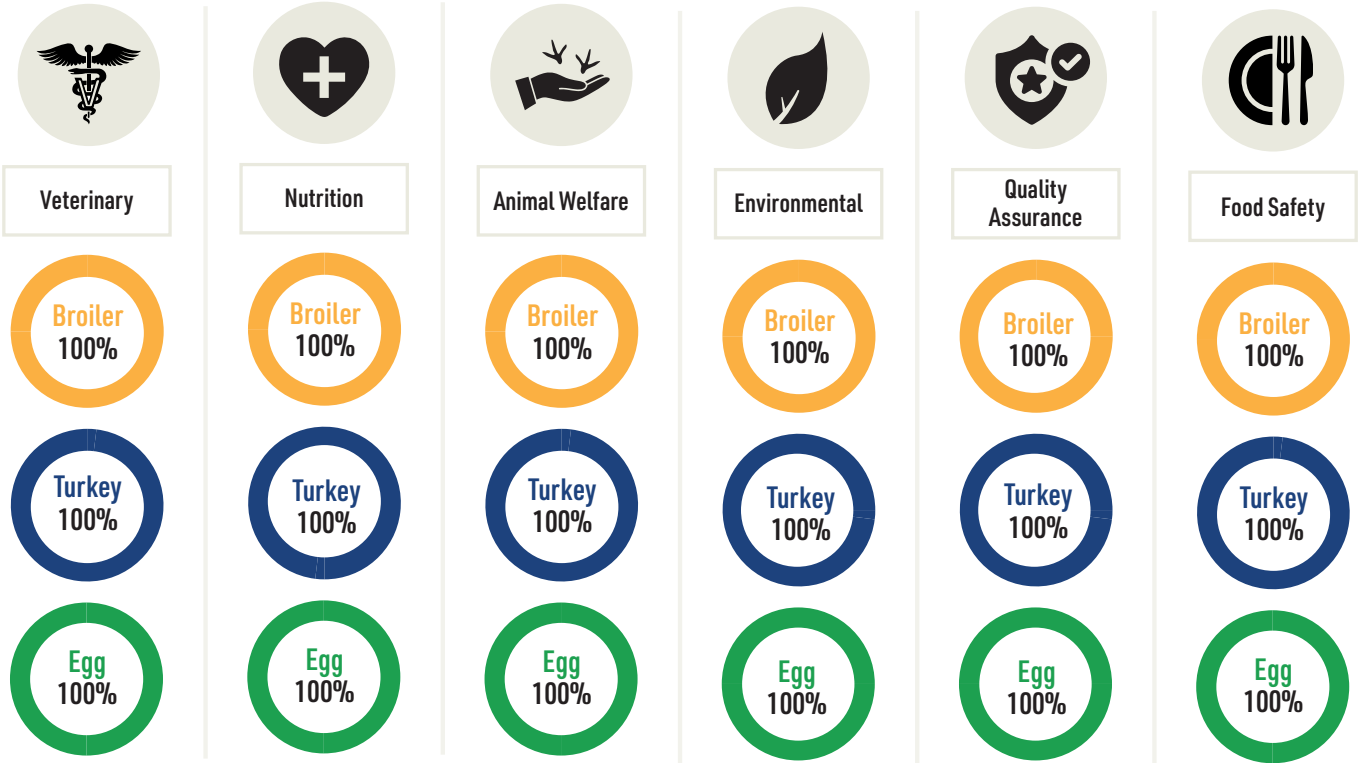 Veterinary
Broiler
100%
Turkey
100%
Egg
100%
Nutrition
Broiler
100%
Turkey
100%
Egg
100%
Animal Welfare
Broiler
100%
Turkey
100%
Egg
100%
Environmental
Broiler
100%
Turkey
100%
Egg
100%
Quality
Assurance
Broiler
100%
Turkey
100%
Egg
100%
Food Safety
Broiler
100%
Turkey
100%
Egg
100%